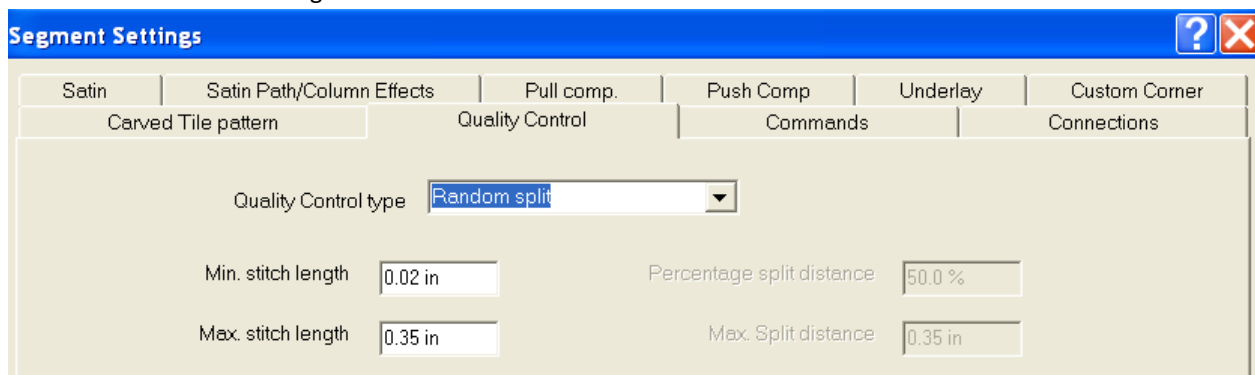 Segment Settings
Satin Satin Path/Column Effects Pull comp. Push Comp Underlay Custom Corner
Carved Tile pattern Quality Control Commands Connections
Quality Control type Random split
Min. stitch length 0.02 in Percentage split distance 50.0 %
Max. stitch length 0.35 in Max. Split distance 0.35 in